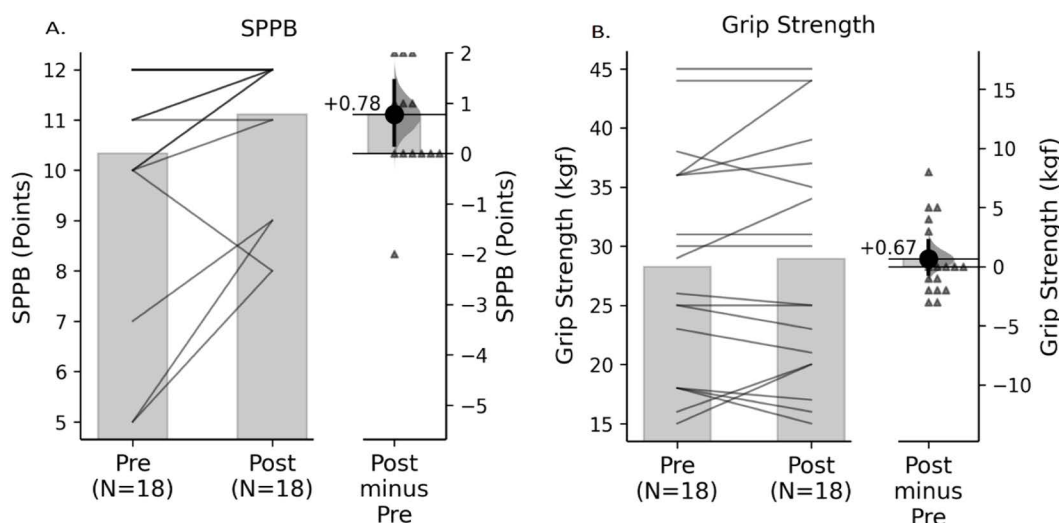 A.
SPPB
SPPB (Points)
12
11
10
9
8
7
6
5
Pre
(N=18)
Post
(N=18)
+0.78
2
1
0
−1
−2
−3
−4
−5
SPPB (Points)
Post
minus
Pre
B.
Grip Strength
Grip Strength (kgf)
45
40
35
30
25
20
15
Pre
(N=18)
Post
(N=18)
+0.67
15
10
5
0
−5
−10
Grip Strength (kgf)
Post
minus
Pre